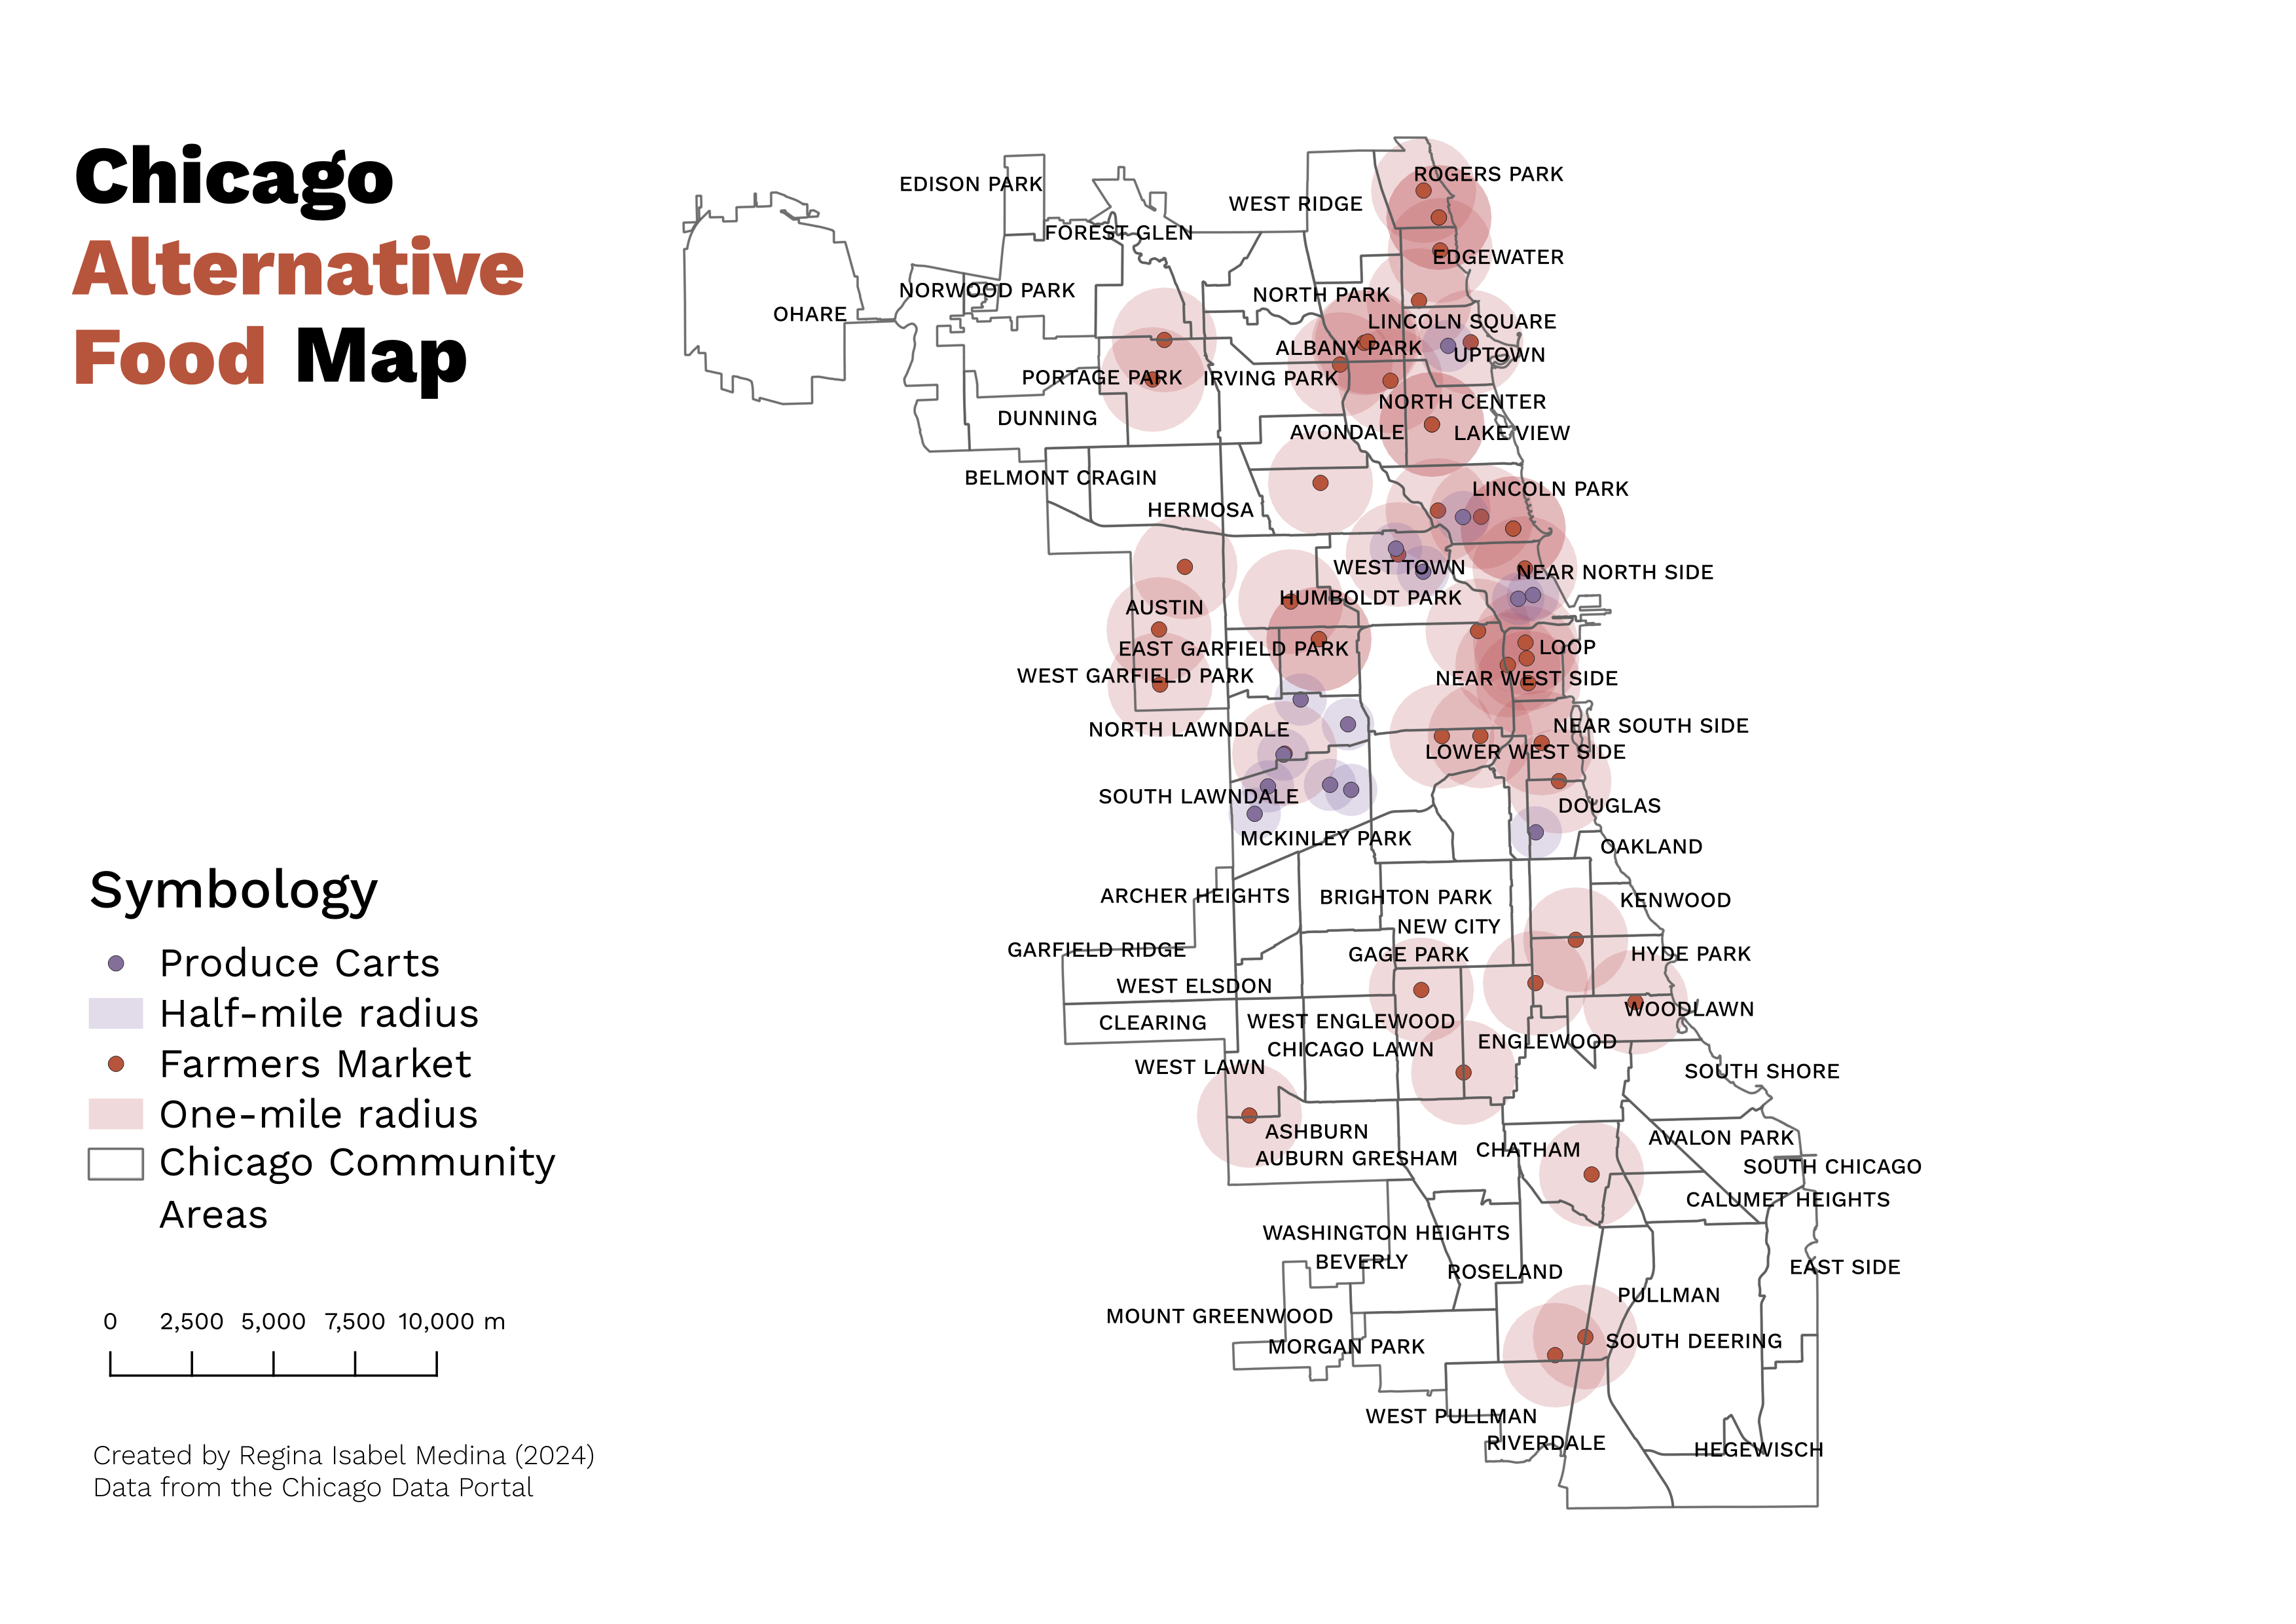 Chicago
Alternative
Food Map
ROGERS PARK
EDISON PARK
WEST RIDGE
FOREST GLEN
EDGEWATER
NORWOOD PARK
NORTH PARK
OHARE
LINCOLN SQUARE
ALBANY PARK
UPTOWN
PORTAGE PARK
IRVING PARK
NORTH CENTER
DUNNING
AVONDALE
LAKE VIEW
BELMONT CRAGIN
LINCOLN PARK
HERMOSA
WEST TOWN
NEAR NORTH SIDE
HUMBOLDT PARK
AUSTIN
EAST GARFIELD PARK
LOOP
WEST GARFIELD PARK
NEAR WEST SIDE
NORTH LAWNDALE
NEAR SOUTH SIDE
LOWER WEST SIDE
SOUTH LAWNDALE
DOUGLAS
MCKINLEY PARK
OAKLAND
ARCHER HEIGHTS
BRIGHTON PARK
KENWOOD
NEW CITY
GARFIELD RIDGE
GAGE PARK
HYDE PARK
WEST ELSDON
WOODLAWN
CLEARING
WEST ENGLEWOOD
ENGLEWOOD
CHICAGO LAWN
WEST LAWN
SOUTH SHORE
ASHBURN
AVALON PARK
CHATHAM
AUBURN GRESHAM
SOUTH CHICAGO
CALUMET HEIGHTS
WASHINGTON HEIGHTS
BEVERLY
EAST SIDE
ROSELAND
PULLMAN
MOUNT GREENWOOD
SOUTH DEERING
MORGAN PARK
WEST PULLMAN
RIVERDALE
HEGEWISCH
Symbology
Produce Carts
Half-mile radius
Farmers Market
One-mile radius
Chicago Community
Areas
0 2,500 5,000 7,500 10,000 m
Created by Regina Isabel Medina (2024)
Data from the Chicago Data Portal